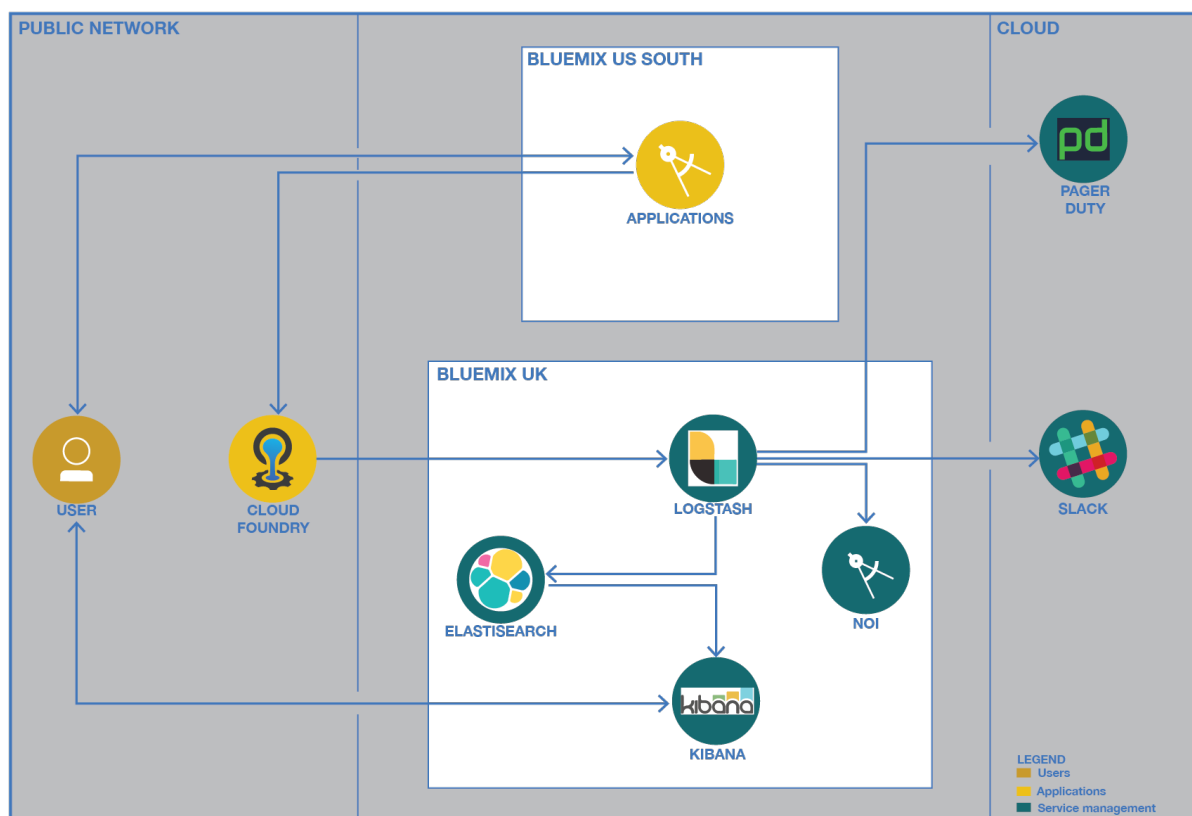 PUBLIC NETWORK
CLOUD
BLUEMIX US SOUTH
pd
PAGER
DUTY
APPLICATIONS
BLUEMIX UK
USER
CLOUD
FOUNDRY
LOGSTASH
SLACK
ELASTISEARCH
NOI
kibana
KIBANA
LEGEND
Users
Applications
Service management